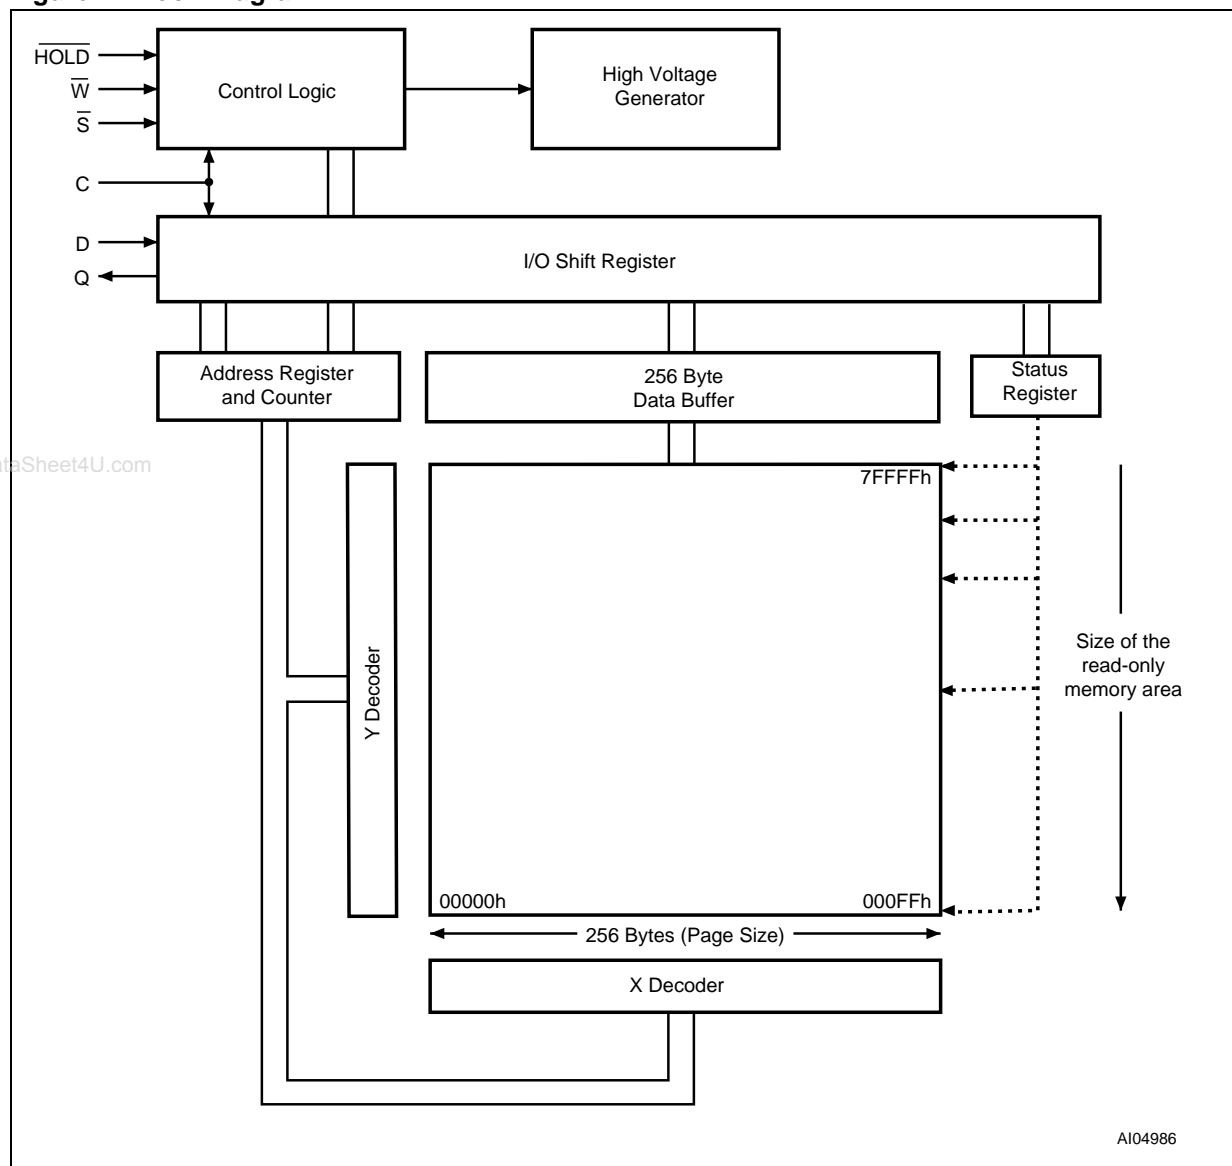 HOLD
W
S
C
D
Q
Control Logic
High Voltage
Generator
I/O Shift Register
Address Register
and Counter
256 Byte
Data Buffer
Status
Register
taSheet4U.com
7FFFFh
Y Decoder
Size of the
read-only
memory area
00000h
000FFh
256 Bytes (Page Size)
X Decoder
AI04986